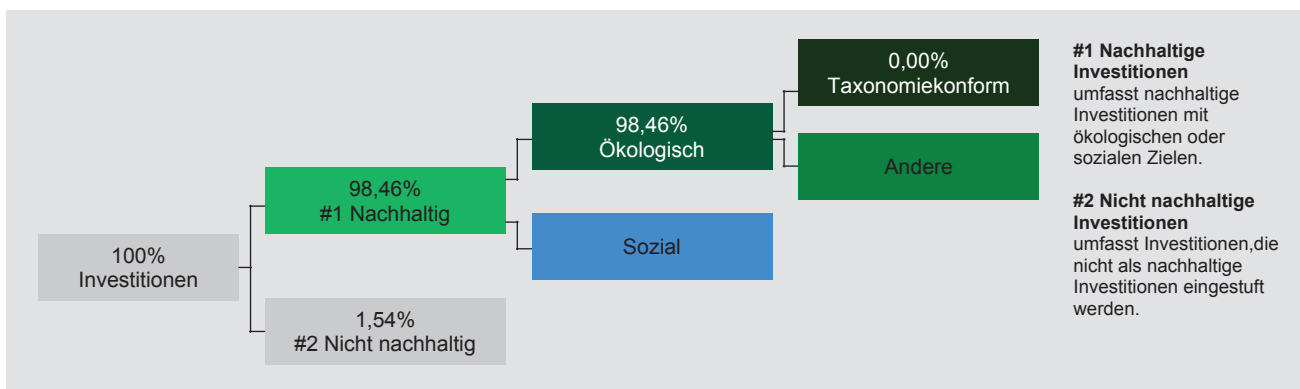 100%
Investitionen
98,46%
#1 Nachhaltig
1,54%
#2 Nicht nachhaltig
98,46%
Ökologisch
Sozial
0,00%
Taxonomiekonform
Andere
#1 Nachhaltige
Investitionen
umfasst nachhaltige
Investitionen mit
ökologischen oder
sozialen Zielen.
#2 Nicht nachhaltige
Investitionen
umfasst Investitionen,die
nicht als nachhaltige
Investitionen eingestuft
werden.